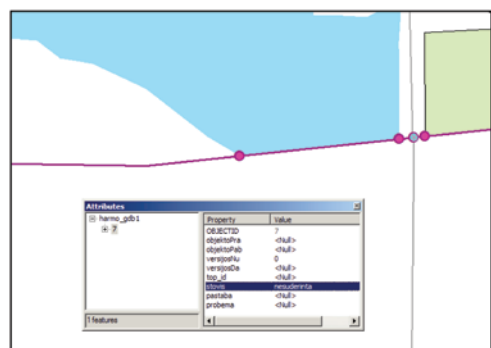 Attributes
harmo_gdb1
7
Property Value
OBJECTID 7
objektoPra <Null>
objektoPab <Null>
versijosNu 0
versijosDa <Null>
top_id <Null>
stovis nesuderinta
pastaba <Null>
probema <Null>
1 features